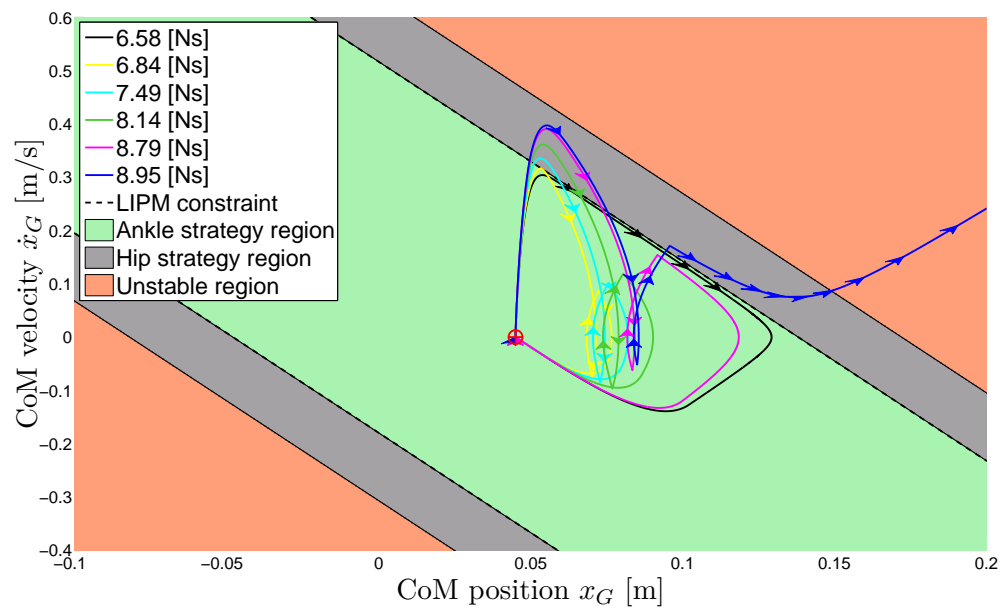 CoM velocity ẋG [m/s]
0.6
0.5
0.4
0.3
0.2
0.1
0
−0.1
−0.2
−0.3
−0.4
6.58 [Ns]
6.84 [Ns]
7.49 [Ns]
8.14 [Ns]
8.79 [Ns]
8.95 [Ns]
LIPM constraint
Ankle strategy region
Hip strategy region
Unstable region
−0.1 −0.05 0 0.05 0.1 0.15 0.2
CoM position xG [m]